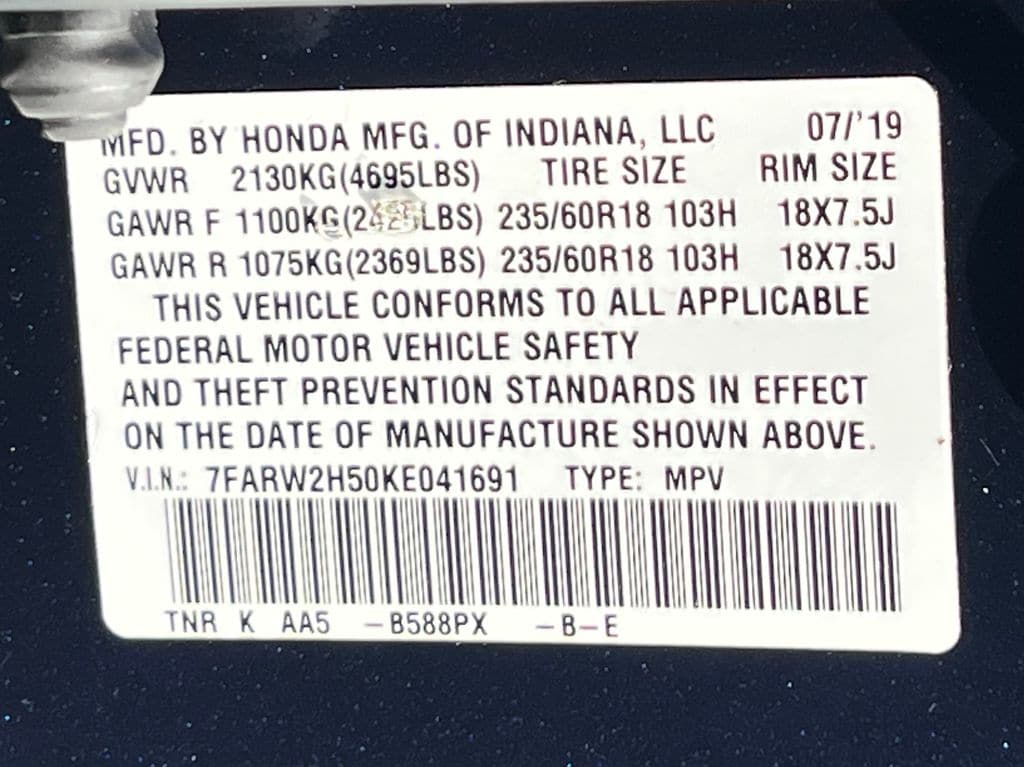 MFD. BY HONDA MFG. OF INDIANA, LLC 07/'19
GVWR 2130KG(4695LBS) TIRE SIZE RIM SIZE
GAWR F 1100KG(2425LBS) 235/60R18 103H 18X7.5J
GAWR R 1075KG(2369LBS) 235/60R18 103H 18X7.5J
THIS VEHICLE CONFORMS TO ALL APPLICABLE
FEDERAL MOTOR VEHICLE SAFETY
AND THEFT PREVENTION STANDARDS IN EFFECT
ON THE DATE OF MANUFACTURE SHOWN ABOVE.
V.I.N.: 7FARW2H50KE041691 TYPE: MPV
TNR K AA5 -B588PX -B-E